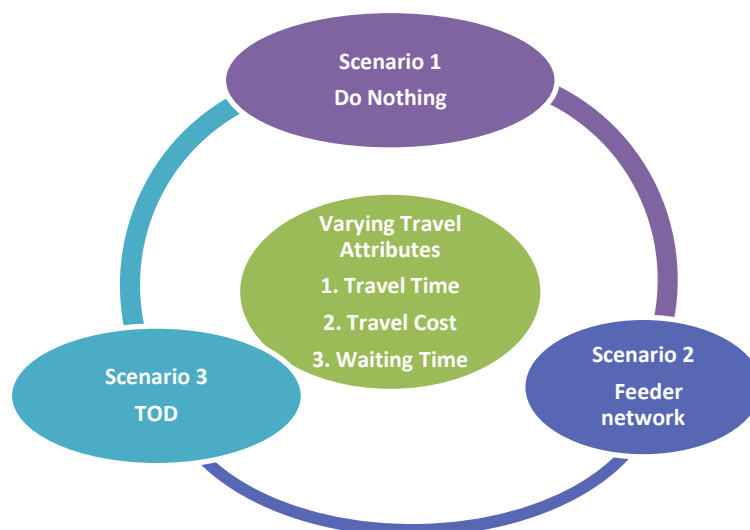 Scenario 1
Do Nothing
Varying Travel
Attributes
1. Travel Time
2. Travel Cost
3. Waiting Time
Scenario 2
Feeder
network
Scenario 3
TOD